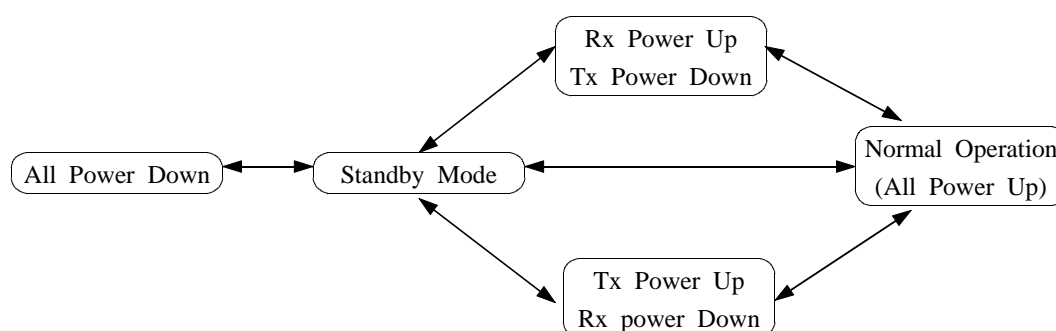 Rx Power Up
Tx Power Down
All Power Down
Standby Mode
Normal Operation
(All Power Up)
Tx Power Up
Rx power Down